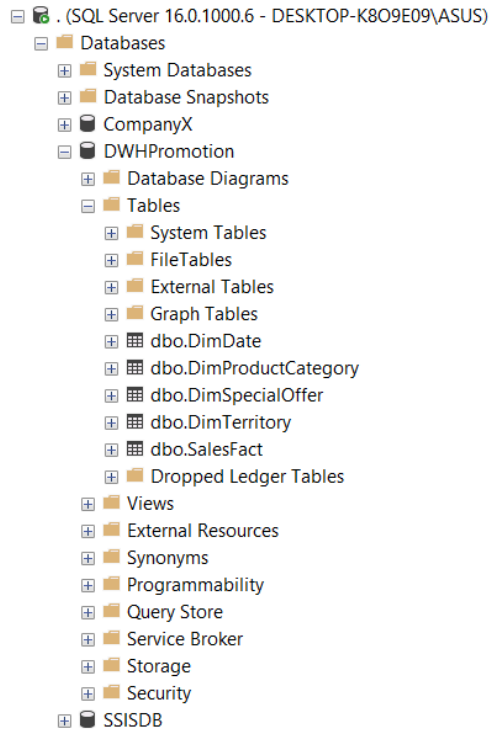 . (SQL Server 16.0.1000.6 - DESKTOP-K8O9E09\ASUS)
Databases
System Databases
Database Snapshots
CompanyX
DWHPromotion
Database Diagrams
Tables
System Tables
FileTables
External Tables
Graph Tables
dbo.DimDate
dbo.DimProductCategory
dbo.DimSpecialOffer
dbo.DimTerritory
dbo.SalesFact
Dropped Ledger Tables
Views
External Resources
Synonyms
Programmability
Query Store
Service Broker
Storage
Security
SSISDB